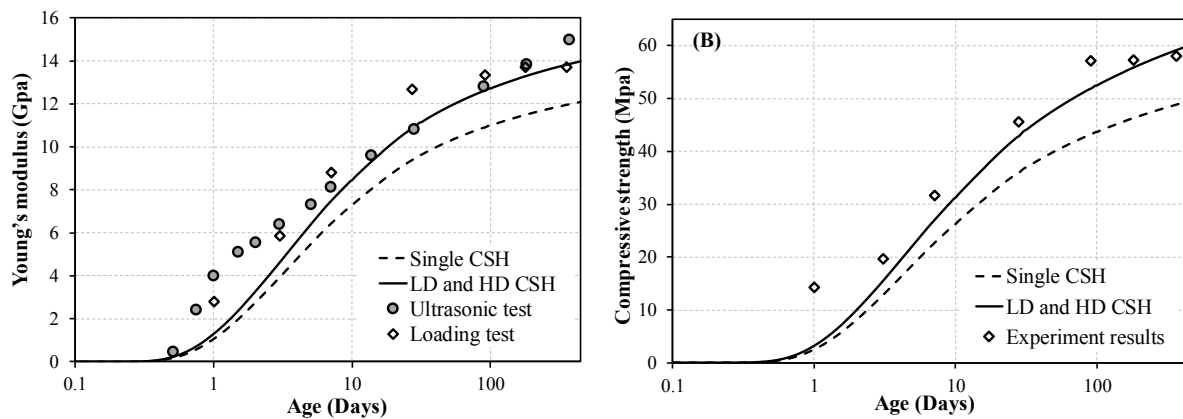 16
14
12
10
8
6
4
2
0
Young's modulus (Gpa)
Single CSH
LD and HD CSH
Ultrasonic test
Loading test
0.1 1 10 100
Age (Days)
(B)
60
50
40
30
20
10
0
Compressive strength (Mpa)
Single CSH
LD and HD CSH
Experiment results
0.1 1 10 100
Age (Days)